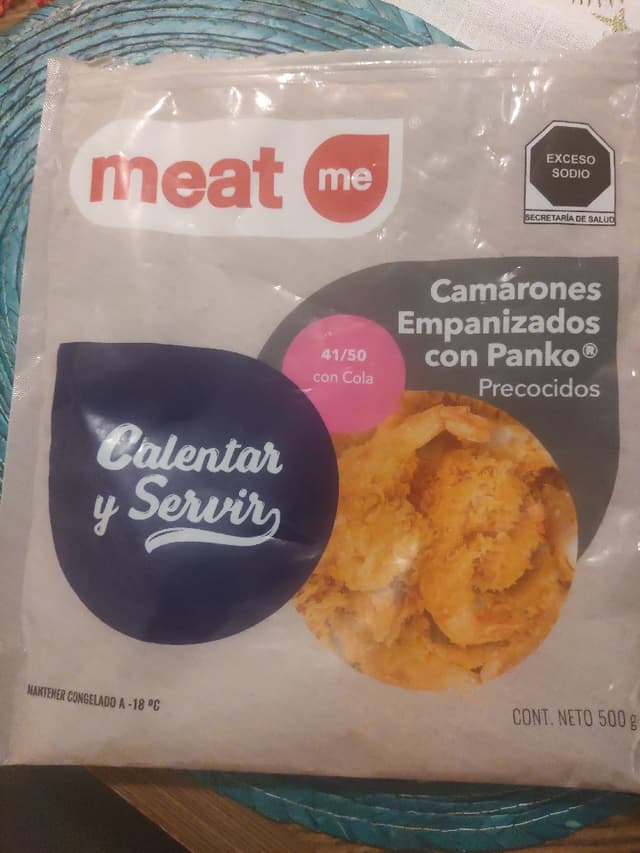 meat me
EXCESO
SODIO
SECRETARÍA DE SALUD
Camarones
Empanizados
con Panko®
Precocidos
41/50
con Cola
Calentar
y Servir
MANTENER CONGELADO A -18 ºC
CONT. NETO 500 g